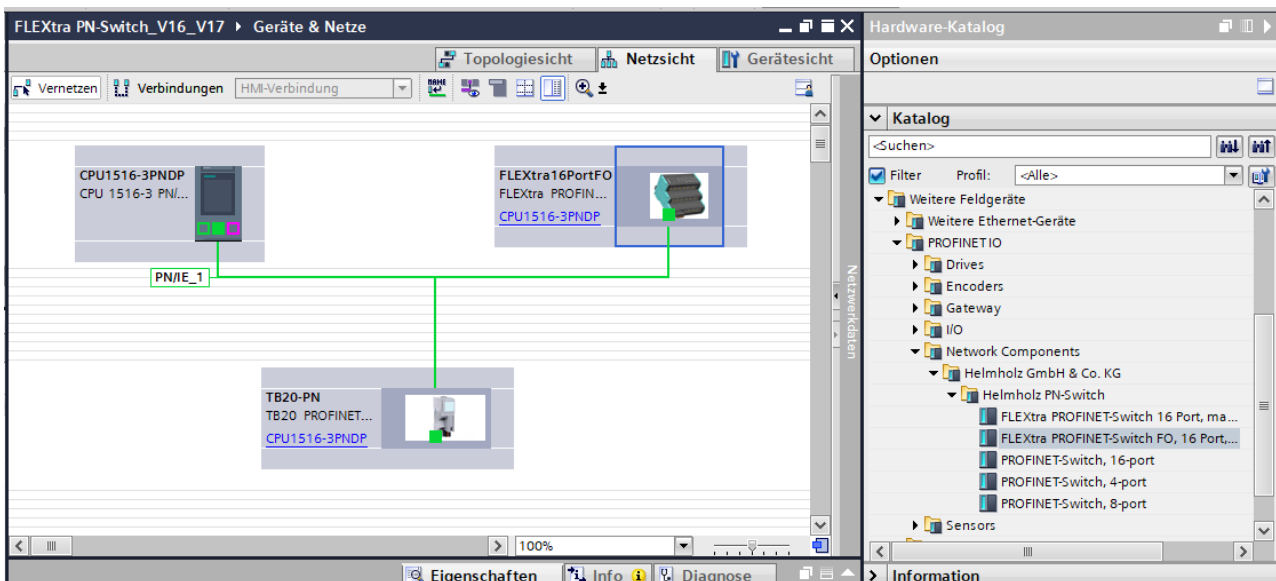 FLEXtra PN-Switch_V16_V17 ▸ Geräte & Netze
Topologiesicht Netzsicht Gerätesicht
Vernetzen Verbindungen HMI-Verbindung
CPU1516-3PNDP
CPU 1516-3 PN/...
FLEXtra16PortFO
FLEXtra PROFIN...
CPU1516-3PNDP
PN/IE_1
TB20-PN
TB20 PROFINET...
CPU1516-3PNDP
100%
Netzwerkdaten
Eigenschaften Info Diagnose
Hardware-Katalog
Optionen
Katalog
<Suchen>
Filter Profil: <Alle>
Weitere Feldgeräte
Weitere Ethernet-Geräte
PROFINET IO
Drives
Encoders
Gateway
I/O
Network Components
Helmholz GmbH & Co. KG
Helmholz PN-Switch
FLEXtra PROFINET-Switch 16 Port, ma...
FLEXtra PROFINET-Switch FO, 16 Port,...
PROFINET-Switch, 16-port
PROFINET-Switch, 4-port
PROFINET-Switch, 8-port
Sensors
Information